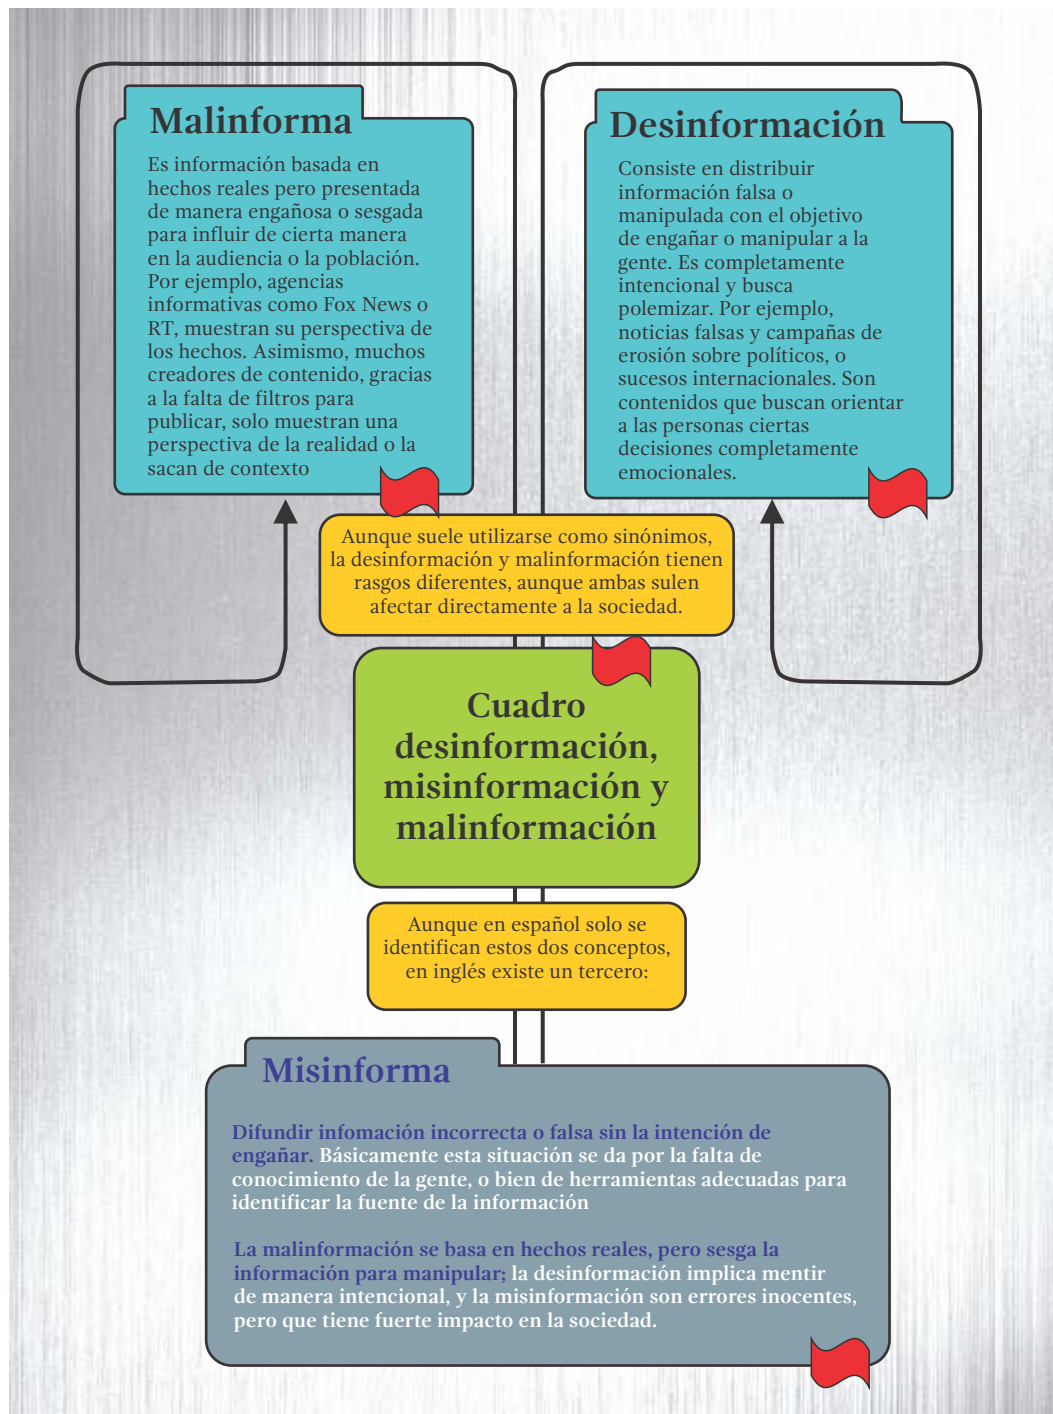 Malinforma
Es información basada en
hechos reales pero presentada
de manera engañosa o sesgada
para influir de cierta manera
en la audiencia o la población.
Por ejemplo, agencias
informativas como Fox News o
RT, muestran su perspectiva de
los hechos. Asimismo, muchos
creadores de contenido, gracias
a la falta de filtros para
publicar, solo muestran una
perspectiva de la realidad o la
sacan de contexto
Desinformación
Consiste en distribuir
información falsa o
manipulada con el objetivo
de engañar o manipular a la
gente. Es completamente
intencional y busca
polemizar. Por ejemplo,
noticias falsas y campañas de
erosión sobre políticos, o
sucesos internacionales. Son
contenidos que buscan orientar
a las personas ciertas
decisiones completamente
emocionales.
Aunque suele utilizarse como sinónimos,
la desinformación y malinformación tienen
rasgos diferentes, aunque ambas sulen
afectar directamente a la sociedad.
Cuadro
desinformación,
misinformación y
malinformación
Aunque en español solo se
identifican estos dos conceptos,
en inglés existe un tercero:
Misinforma
Difundir infomación incorrecta o falsa sin la intención de
engañar. Básicamente esta situación se da por la falta de
conocimiento de la gente, o bien de herramientas adecuadas para
identificar la fuente de la información
La malinformación se basa en hechos reales, pero sesga la
información para manipular; la desinformación implica mentir
de manera intencional, y la misinformación son errores inocentes,
pero que tiene fuerte impacto en la sociedad.